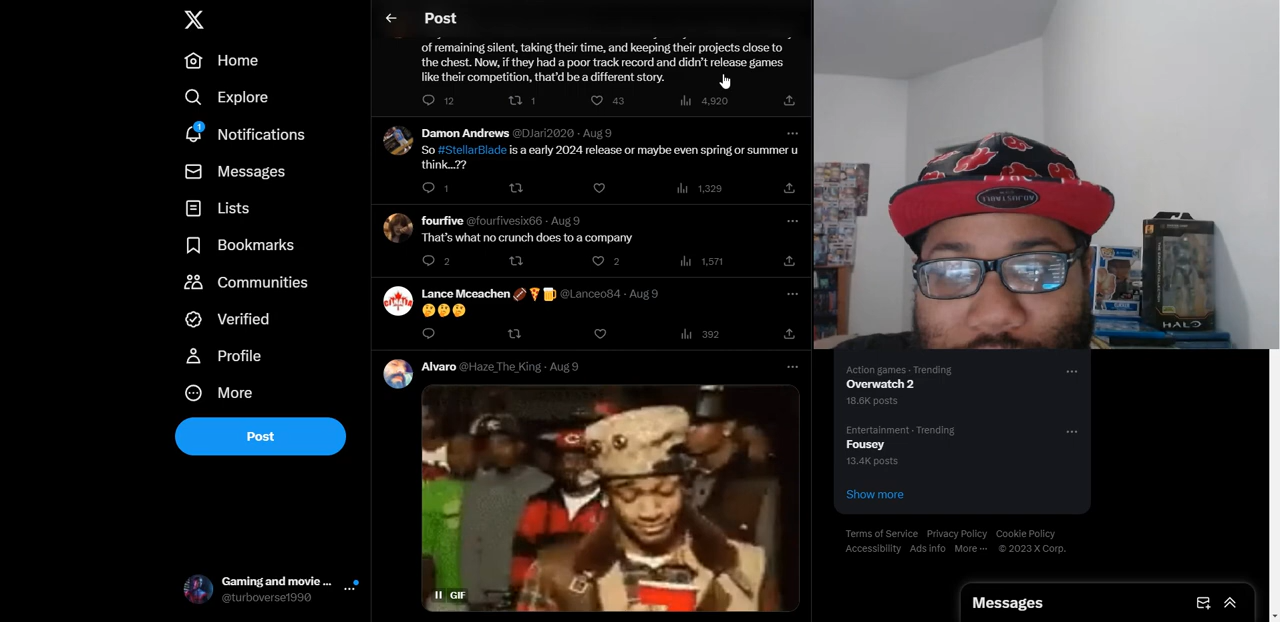 Post
Home
Explore
1
Notifications
Messages
Lists
Bookmarks
Communities
Verified
Profile
More
Post
Gaming and movie ...
@turboverse1990
of remaining silent, taking their time, and keeping their projects close to
the chest. Now, if they had a poor track record and didn't release games
like their competition, that'd be a different story.
12 1 43 4,920
Damon Andrews @DJari2020 · Aug 9
So #StellarBlade is a early 2024 release or maybe even spring or summer u
think...??
1 1,329
fourfive @fourfivesix66 · Aug 9
That's what no crunch does to a company
2 2 1,571
Lance Mceachen 🏈🍕🍺 @Lanceo84 · Aug 9
🤔🤔🤔
392
Alvaro @Haze_The_King · Aug 9
GIF
HALO
Action games · Trending
Overwatch 2
18.6K posts
Entertainment · Trending
Fousey
13.4K posts
Show more
Terms of Service Privacy Policy Cookie Policy
Accessibility Ads info More ··· © 2023 X Corp.
Messages